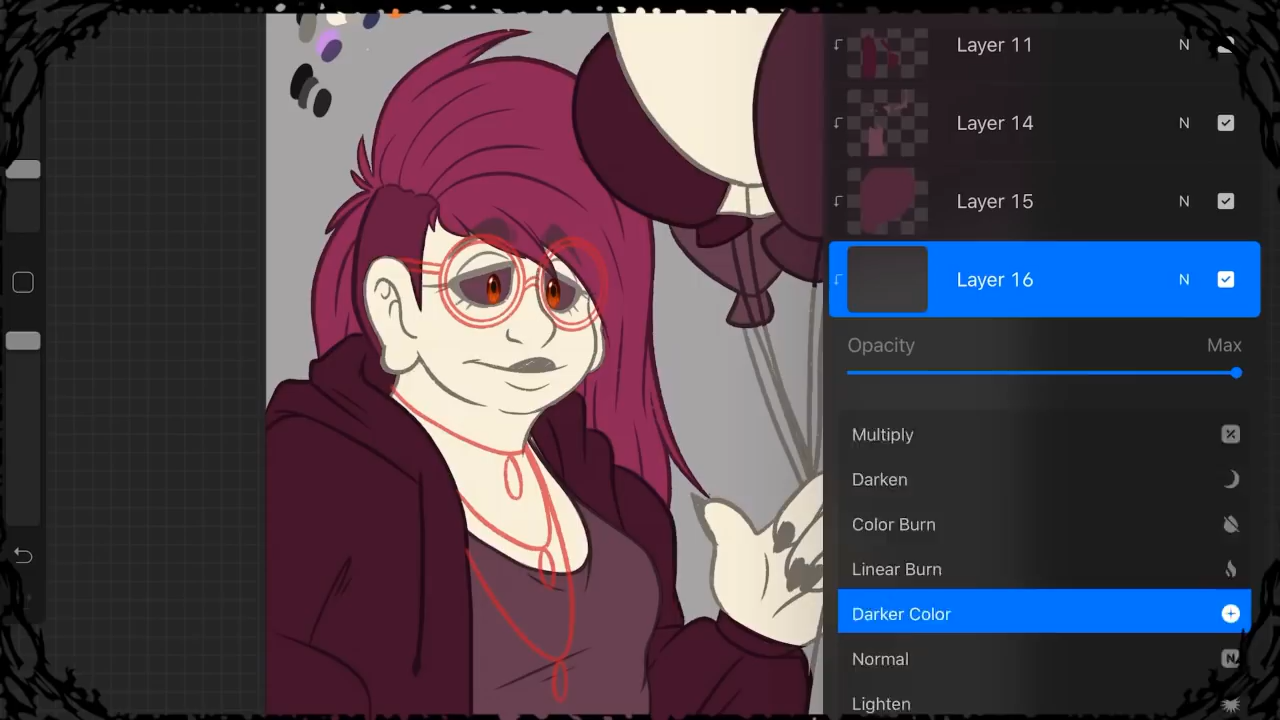 Layer 11 N
Layer 14 N
Layer 15 N
Layer 16 N
Opacity Max
Multiply
Darken
Color Burn
Linear Burn
Darker Color
Normal N
Lighten